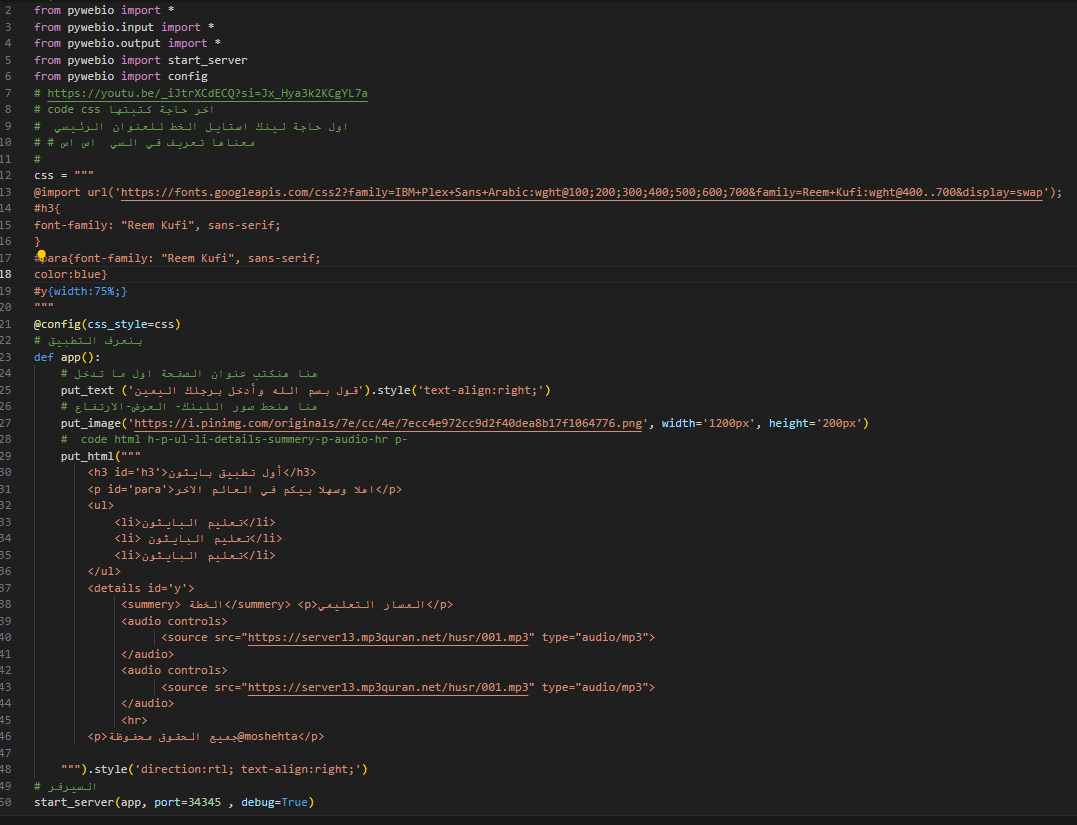 2 from pywebio import *
3 from pywebio.input import *
4 from pywebio.output import *
5 from pywebio import start_server
6 from pywebio import config
7 # https://youtu.be/_iJtrXCdECQ?si=Jx_Hya3k2KCgYL7a
8 # code css اخر حاجة كتبتها
9 # اول حاجة لينك استايل الخط للعنوان الرئيسي
10 # # معناها تعريف في السي اس اس
11 #
12 css = """
13 @import url('https://fonts.googleapis.com/css2?family=IBM+Plex+Sans+Arabic:wght@100;200;300;400;500;600;700&family=Reem+Kufi:wght@400..700&display=swap');
14 #h3{
15 font-family: "Reem Kufi", sans-serif;
16 }
17 #para{font-family: "Reem Kufi", sans-serif;
18 color:blue}
19 #y{width:75%;}
20 """
21 @config(css_style=css)
22 # بنعرف التطبيق
23 def app():
24 # هنا هنكتب عنوان الصفحة اول ما تدخل
25 put_text ('قول بسم الله وأدخل برجلك اليمين').style('text-align:right;')
26 # هنا هنحط صور اللينك- العرض-الارتفاع
27 put_image('https://i.pinimg.com/originals/7e/cc/4e/7ecc4e972cc9d2f40dea8b17f1064776.png', width='1200px', height='200px')
28 # code html h-p-ul-li-details-summery-p-audio-hr p-
29 put_html("""
30 <h3 id='h3'>أول تطبيق بايثون</h3>
31 <p id='para'>اهلا وسهلا بيكم في العالم الاخر</p>
32 <ul>
33 <li>تعليم البايثون</li>
34 <li> تعليم البايثون</li>
35 <li>تعليم البايثون</li>
36 </ul>
37 <details id='y'>
38 <summery> الخطة</summery> <p>المسار التعليمي</p>
39 <audio controls>
40 <source src="https://server13.mp3quran.net/husr/001.mp3" type="audio/mp3">
41 </audio>
42 <audio controls>
43 <source src="https://server13.mp3quran.net/husr/001.mp3" type="audio/mp3">
44 </audio>
45 <hr>
46 <p>جميع الحقوق محفوظة@moshehta</p>
47
48 """).style('direction:rtl; text-align:right;')
49 # السيرفر
50 start_server(app, port=34345 , debug=True)